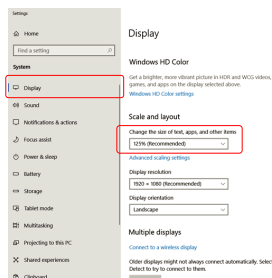 Settings
Home
Find a setting
System
Display
Sound
Notifications & actions
Focus assist
Power & sleep
Battery
Storage
Tablet mode
Multitasking
Projecting to this PC
Shared experiences
Clipboard
Display
Windows HD Color
Get a brighter, more vibrant picture in HDR and WCG videos,
games, and apps on the display selected above.
Windows HD Color settings
Scale and layout
Change the size of text, apps, and other items
125% (Recommended)
Advanced scaling settings
Display resolution
1920 × 1080 (Recommended)
Display orientation
Landscape
Multiple displays
Connect to a wireless display
Older displays might not always connect automatically. Selec
Detect to try to connect to them.